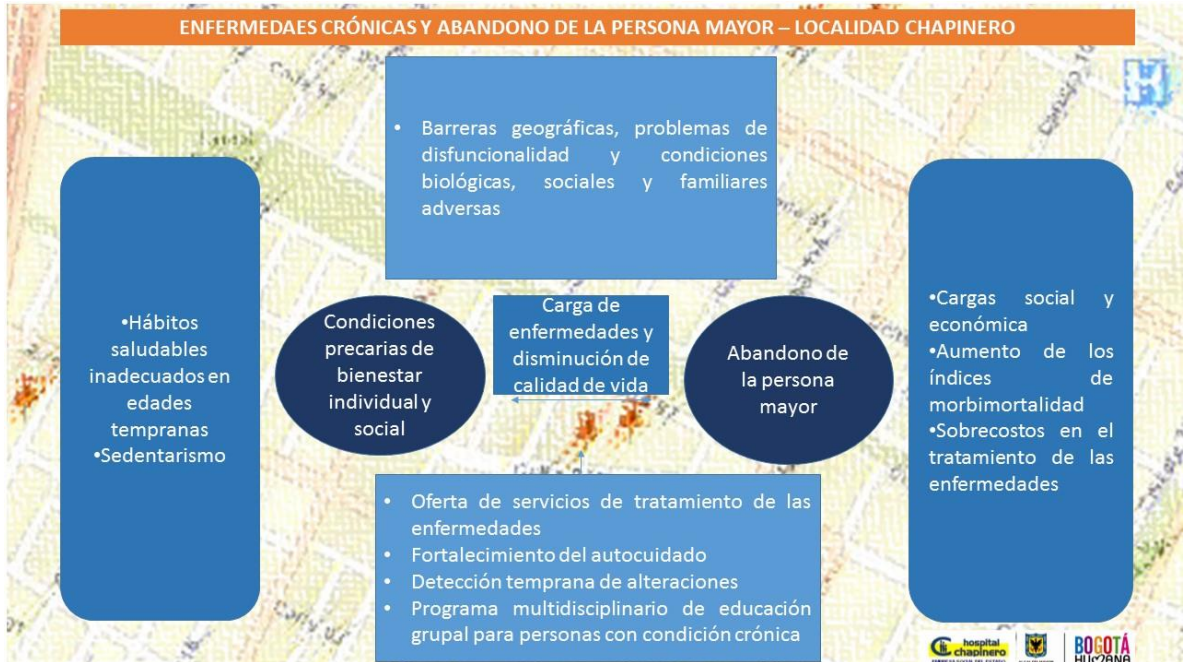 ENFERMEDAES CRÓNICAS Y ABANDONO DE LA PERSONA MAYOR – LOCALIDAD CHAPINERO
• Barreras geográficas, problemas de
disfuncionalidad y condiciones
biológicas, sociales y familiares
adversas
•Hábitos
saludables
inadecuados en
edades
tempranas
•Sedentarismo
Condiciones
precarias de
bienestar
individual y
social
Carga de
enfermedades y
disminución de
calidad de vida
Abandono de
la persona
mayor
•Cargas social y
económica
•Aumento de los
índices de
morbimortalidad
•Sobrecostos en el
tratamiento de las
enfermedades
• Oferta de servicios de tratamiento de las
enfermedades
• Fortalecimiento del autocuidado
• Detección temprana de alteraciones
• Programa multidisciplinario de educación
grupal para personas con condición crónica
hospital
chapinero
BOGOTÁ
HUMANA